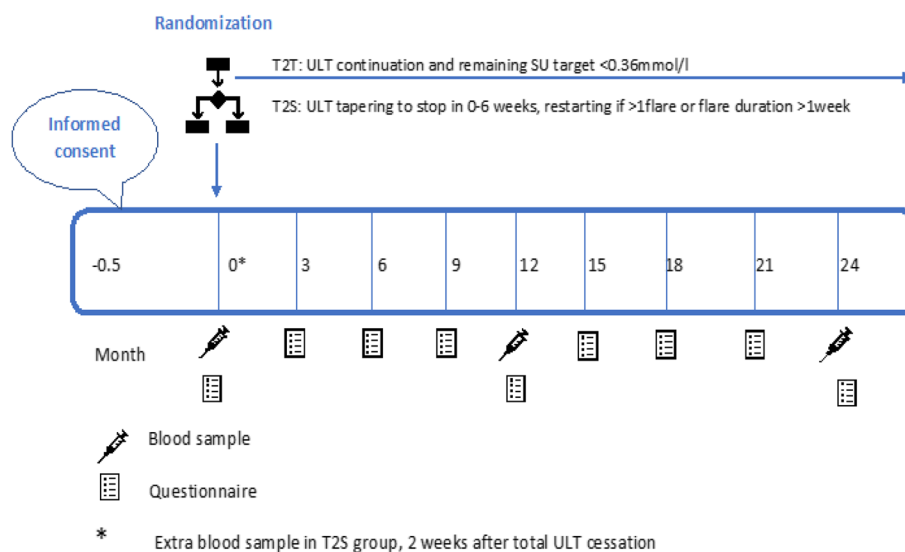 Randomization
T2T: ULT continuation and remaining SU target <0.36mmol/l
T2S: ULT tapering to stop in 0-6 weeks, restarting if >1flare or flare duration >1week
Informed
consent
-0.5 0* 3 6 9 12 15 18 21 24
Month
Blood sample
Questionnaire
* Extra blood sample in T2S group, 2 weeks after total ULT cessation